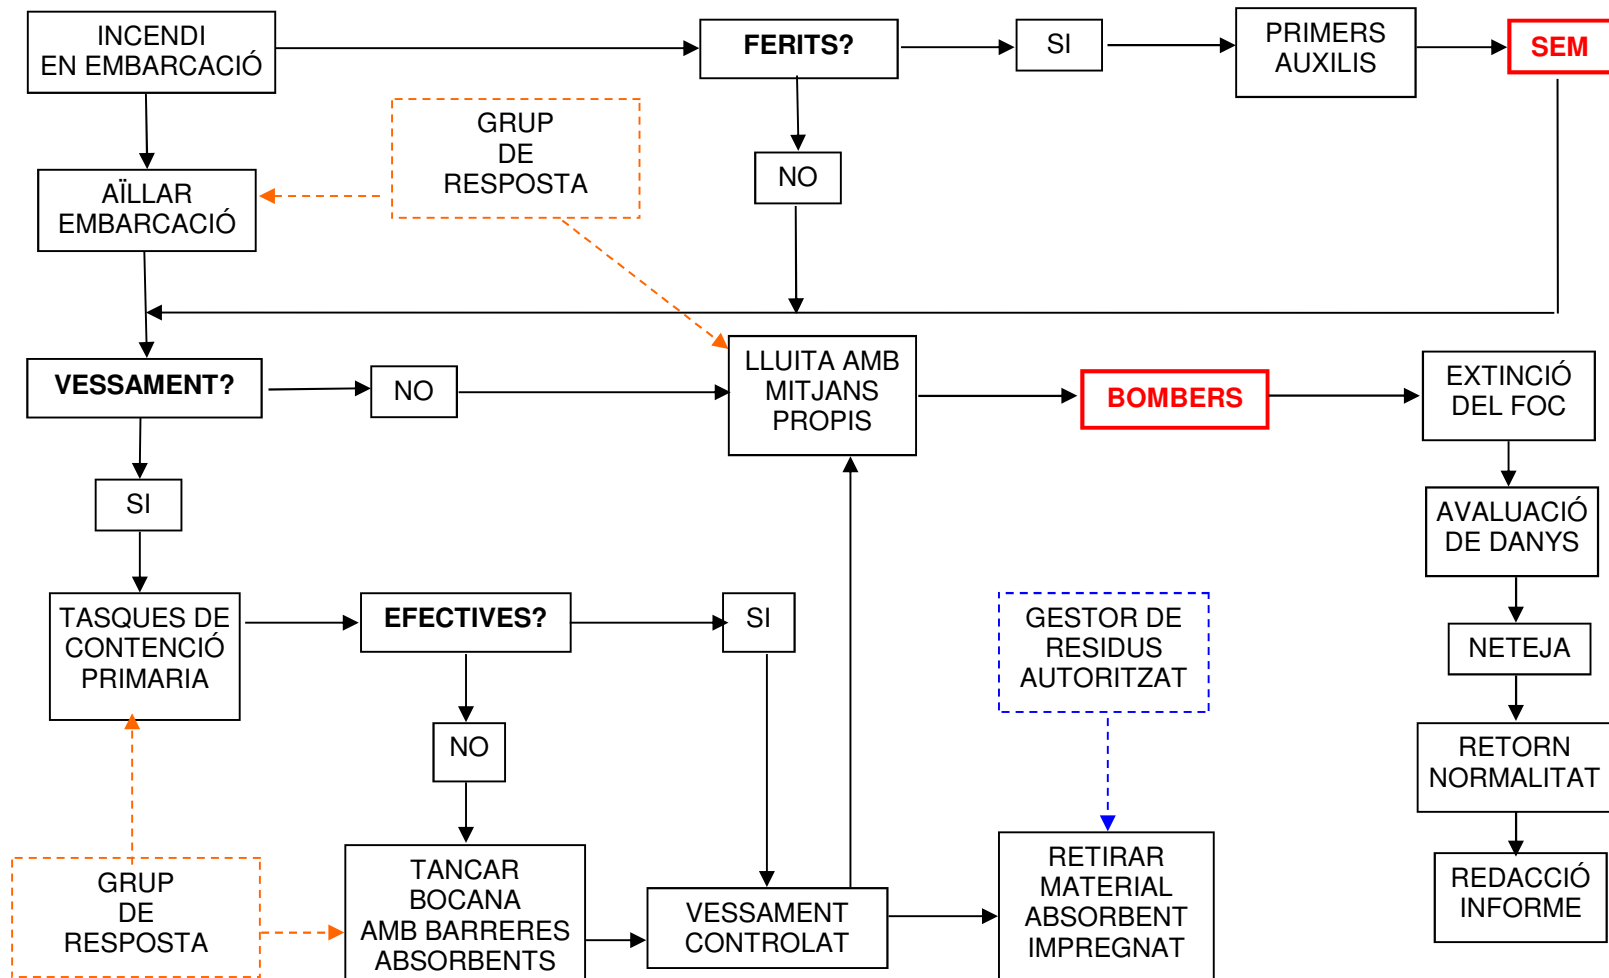 INCENDI
EN EMBARCACIÓ
FERITS?
SI
PRIMERS
AUXILIS
SEM
GRUP
DE
RESPOSTA
NO
AÏLLAR
EMBARCACIÓ
VESSAMENT?
NO
LLUITA AMB
MITJANS
PROPIS
BOMBERS
EXTINCIÓ
DEL FOC
SI
AVALUACIÓ
DE DANYS
TASQUES DE
CONTENCIÓ
PRIMARIA
EFECTIVES?
SI
GESTOR DE
RESIDUS
AUTORITZAT
NETEJA
NO
RETORN
NORMALITAT
GRUP
DE
RESPOSTA
TANCAR
BOCANA
AMB BARRERES
ABSORBENTS
VESSAMENT
CONTROLAT
RETIRAR
MATERIAL
ABSORBENT
IMPREGNAT
REDACCIÓ
INFORME